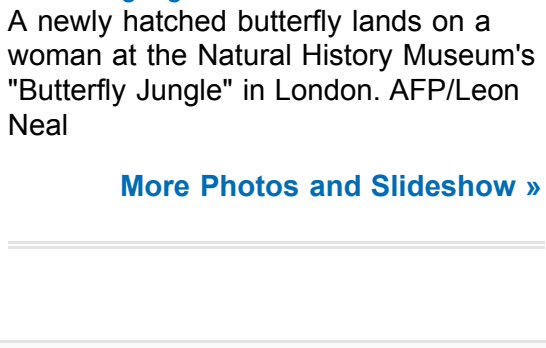 A newly hatched butterfly lands on a
woman at the Natural History Museum's
"Butterfly Jungle" in London. AFP/Leon
Neal
More Photos and Slideshow »